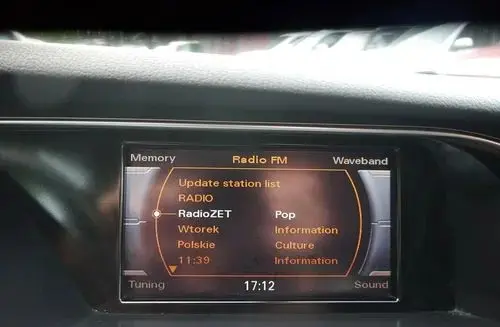 Memory Radio FM Waveband
Update station list
RADIO
RadioZET Pop
Wtorek Information
Polskie Culture
11:39 Information
Tuning 17:12 Sound